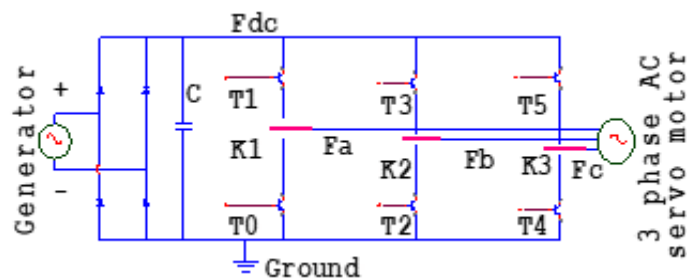 Fdc
Generator
+
-
C
T1
T3
T5
K1
Fa
K2
Fb
K3
Fc
T0
T2
T4
Ground
3 phase AC
servo motor